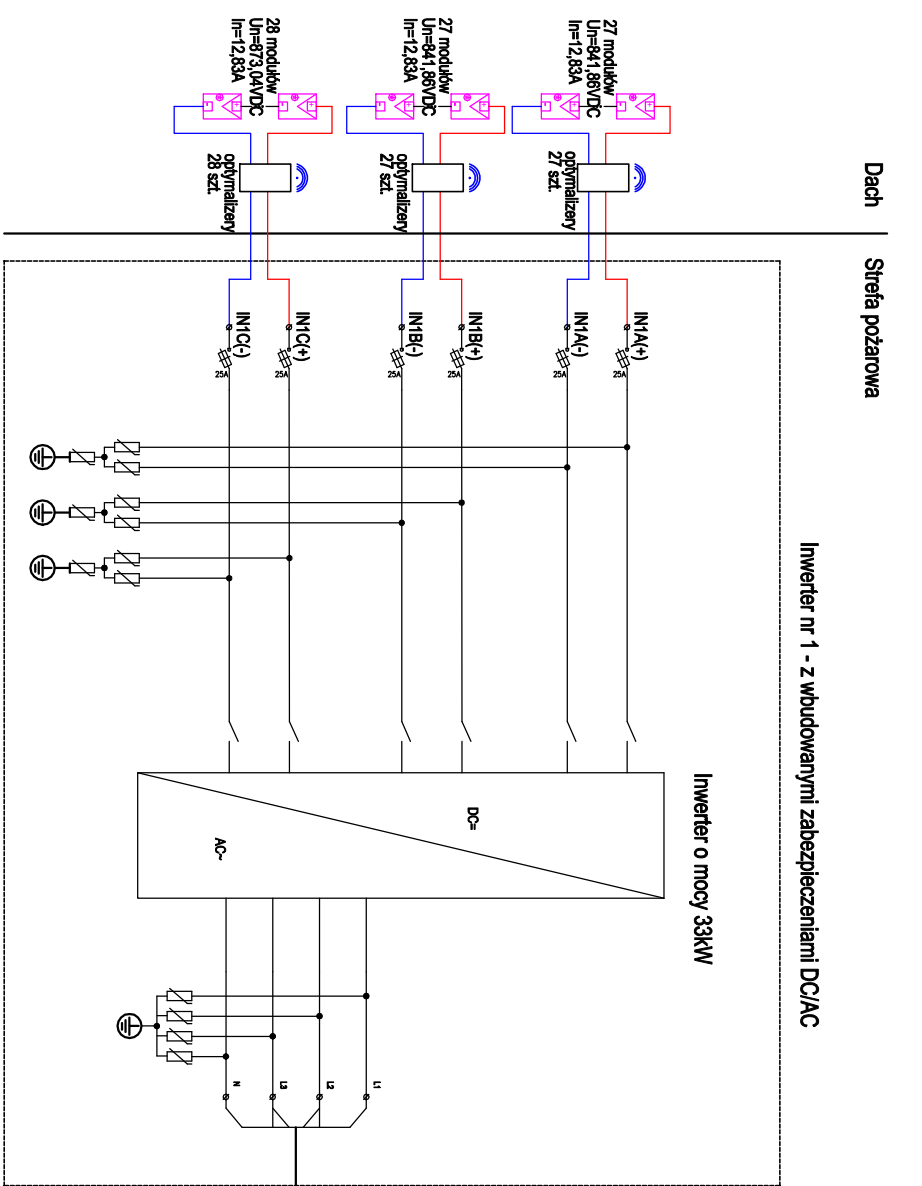 Dach
Strefa pożarowa
Inwerter nr 1 - z wbudowanymi zabezpieczeniami DC/AC
Inwerter o mocy 33kW
27 modułów
Un=841,86VDC
In=12,83A
optymalizery
27 szt.
IN1A(+)
25A
IN1A(-)
25A
27 modułów
Un=841,86VDC
In=12,83A
optymalizery
27 szt.
IN1B(+)
25A
IN1B(-)
25A
28 modułów
Un=873,04VDC
In=12,83A
optymalizery
28 szt.
IN1C(+)
25A
IN1C(-)
25A
DC=
AC~
L1
L2
L3
N